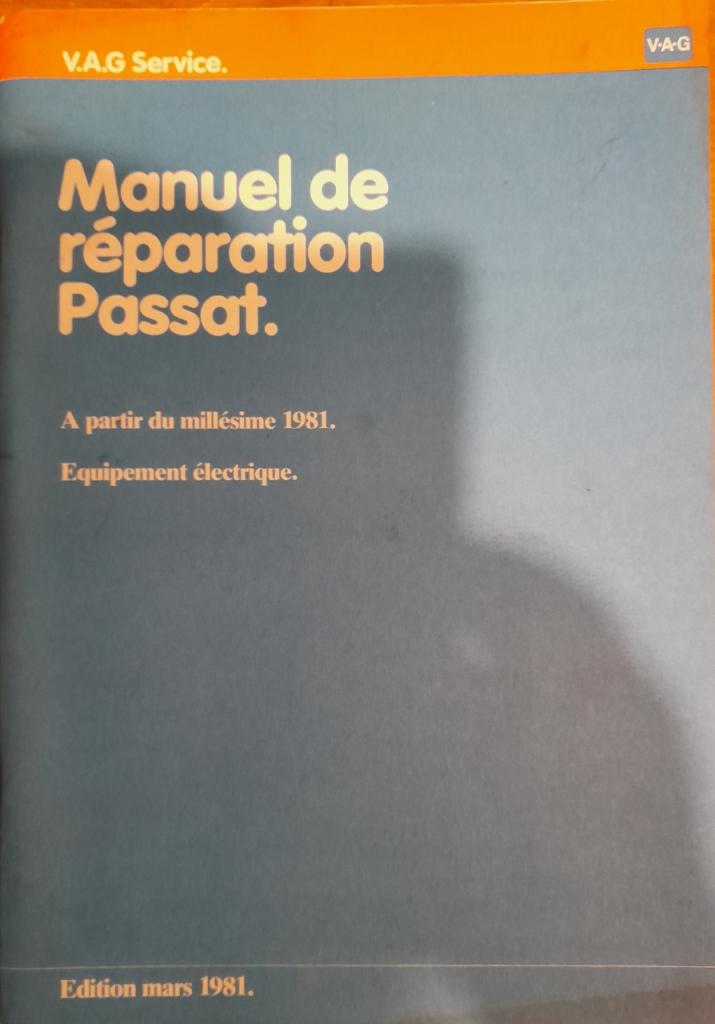 V.A.G Service.
V·A·G
Manuel de
réparation
Passat.
A partir du millésime 1981.
Equipement électrique.
Edition mars 1981.